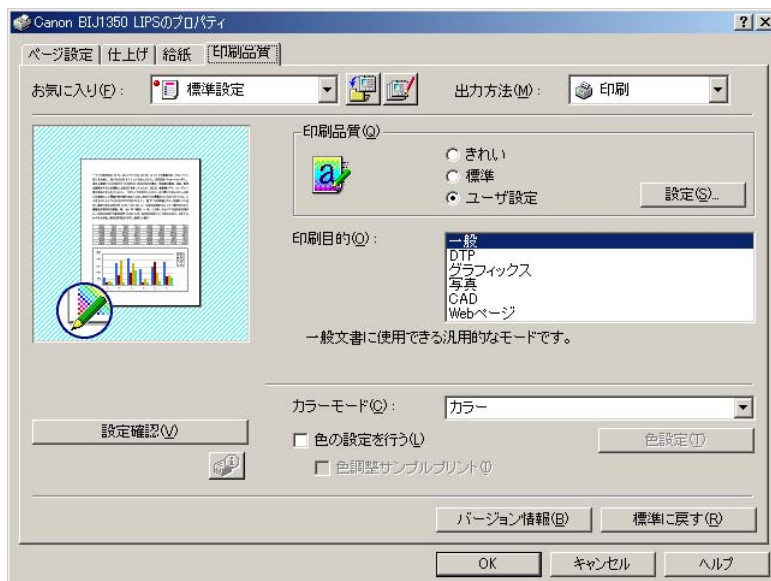 Canon BIJ1350 LIPSのプロパティ
ページ設定 仕上げ 給紙 印刷品質
お気に入り(F): 標準設定 出力方法(M): 印刷
印刷品質(Q)
きれい
標準
ユーザ設定 設定(S)...
印刷目的(O): 一般
DTP
グラフィックス
写真
CAD
Webページ
一般文書に使用できる汎用的なモードです。
カラーモード(C): カラー
設定確認(V) 色の設定を行う(L) 色設定(T)
色調整サンプルプリント(I)
バージョン情報(B) 標準に戻す(R)
OK キャンセル ヘルプ